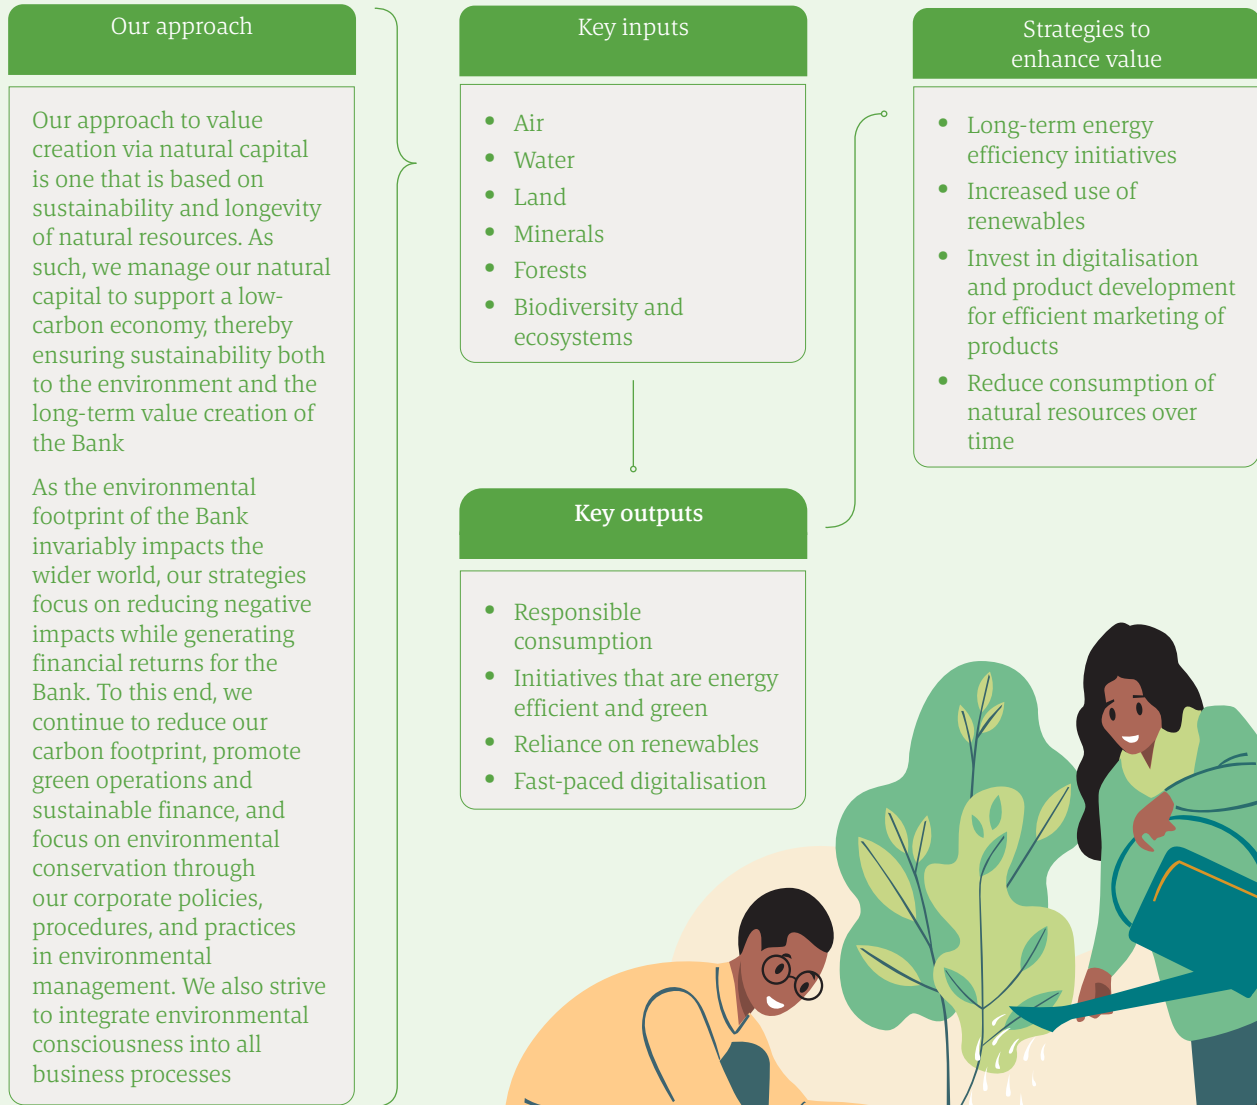 Our approach
Our approach to value
creation via natural capital
is one that is based on
sustainability and longevity
of natural resources. As
such, we manage our natural
capital to support a low-
carbon economy, thereby
ensuring sustainability both
to the environment and the
long-term value creation of
the Bank
As the environmental
footprint of the Bank
invariably impacts the
wider world, our strategies
focus on reducing negative
impacts while generating
financial returns for the
Bank. To this end, we
continue to reduce our
carbon footprint, promote
green operations and
sustainable finance, and
focus on environmental
conservation through
our corporate policies,
procedures, and practices
in environmental
management. We also strive
to integrate environmental
consciousness into all
business processes
Key inputs
• Air
• Water
• Land
• Minerals
• Forests
• Biodiversity and
ecosystems
Key outputs
• Responsible
consumption
• Initiatives that are energy
efficient and green
• Reliance on renewables
• Fast-paced digitalisation
Strategies to
enhance value
• Long-term energy
efficiency initiatives
• Increased use of
renewables
• Invest in digitalisation
and product development
for efficient marketing of
products
• Reduce consumption of
natural resources over
time